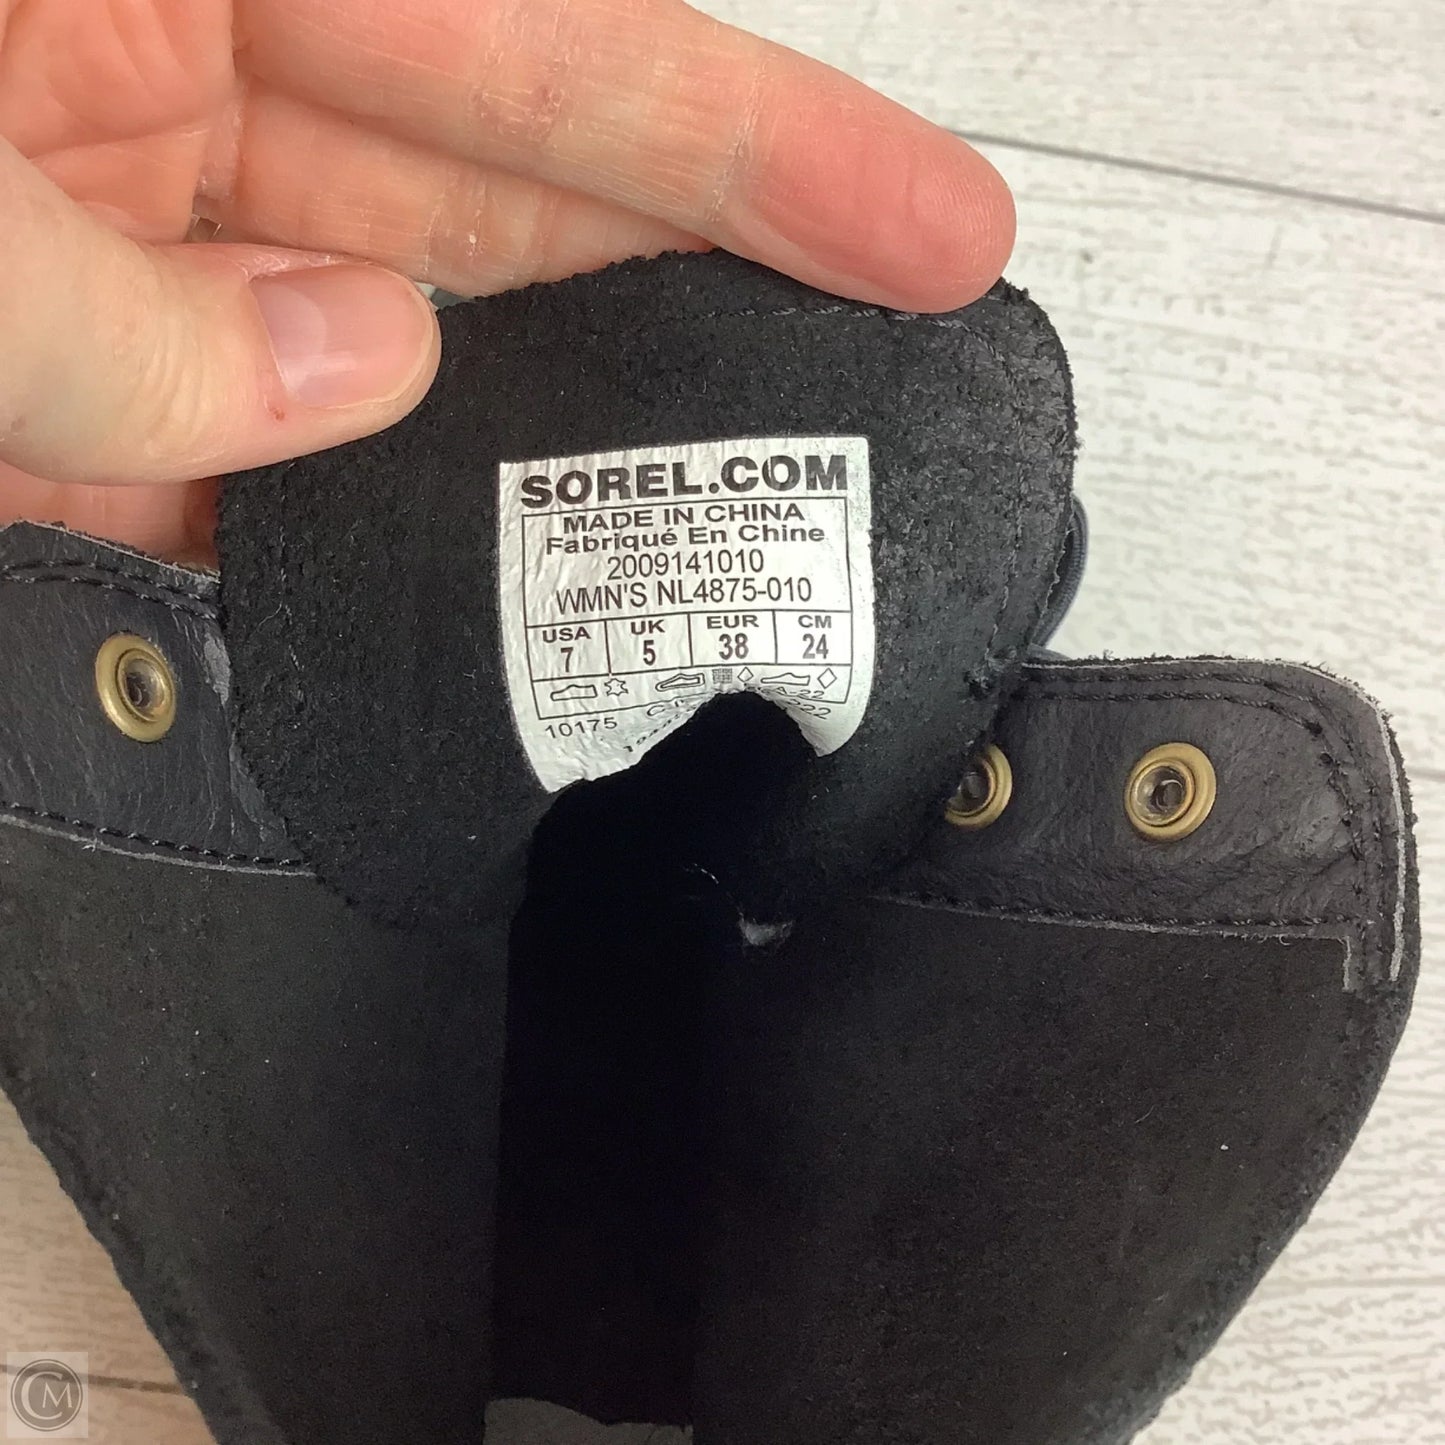 SOREL.COM
MADE IN CHINA
Fabriqué En Chine
2009141010
WMN'S NL4875-010
USA UK EUR CM
7 5 38 24
10175
CM